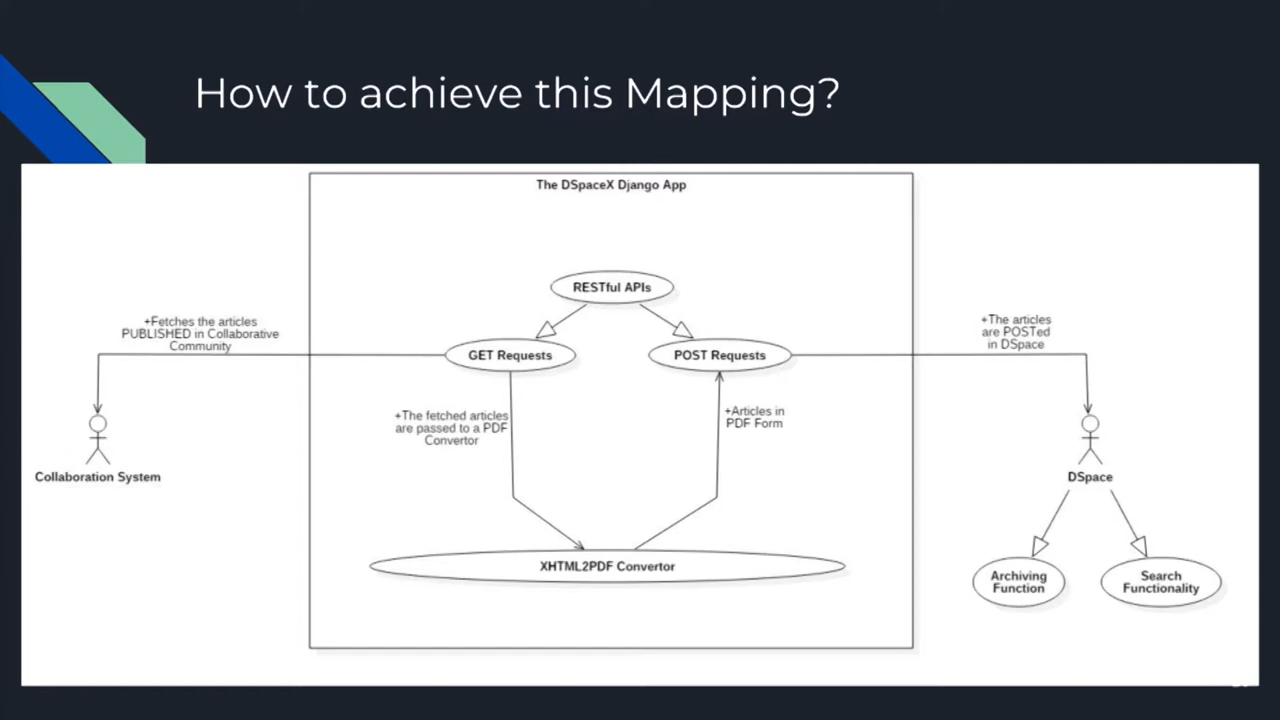 How to achieve this Mapping?
The DSpaceX Django App
RESTful APIs
+Fetches the articles
PUBLISHED in Collaborative
Community
GET Requests
POST Requests
+The articles
are POSTed
in DSpace
+The fetched articles
are passed to a PDF
Convertor
+Articles in
PDF Form
Collaboration System
DSpace
XHTML2PDF Convertor
Archiving
Function
Search
Functionality